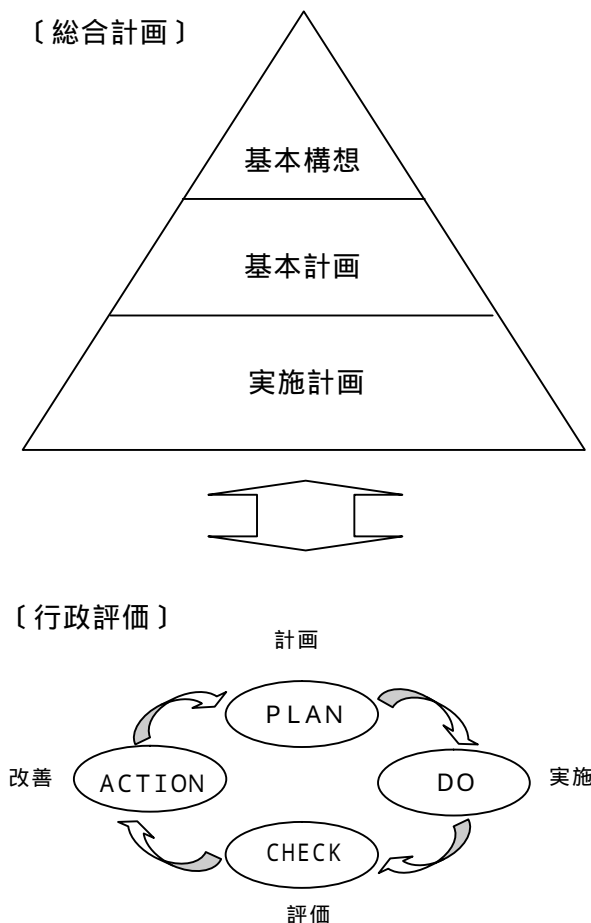 〔総合計画〕
基本構想
基本計画
実施計画
〔行政評価〕
計画
PLAN
改善
ACTION
DO
実施
CHECK
評価